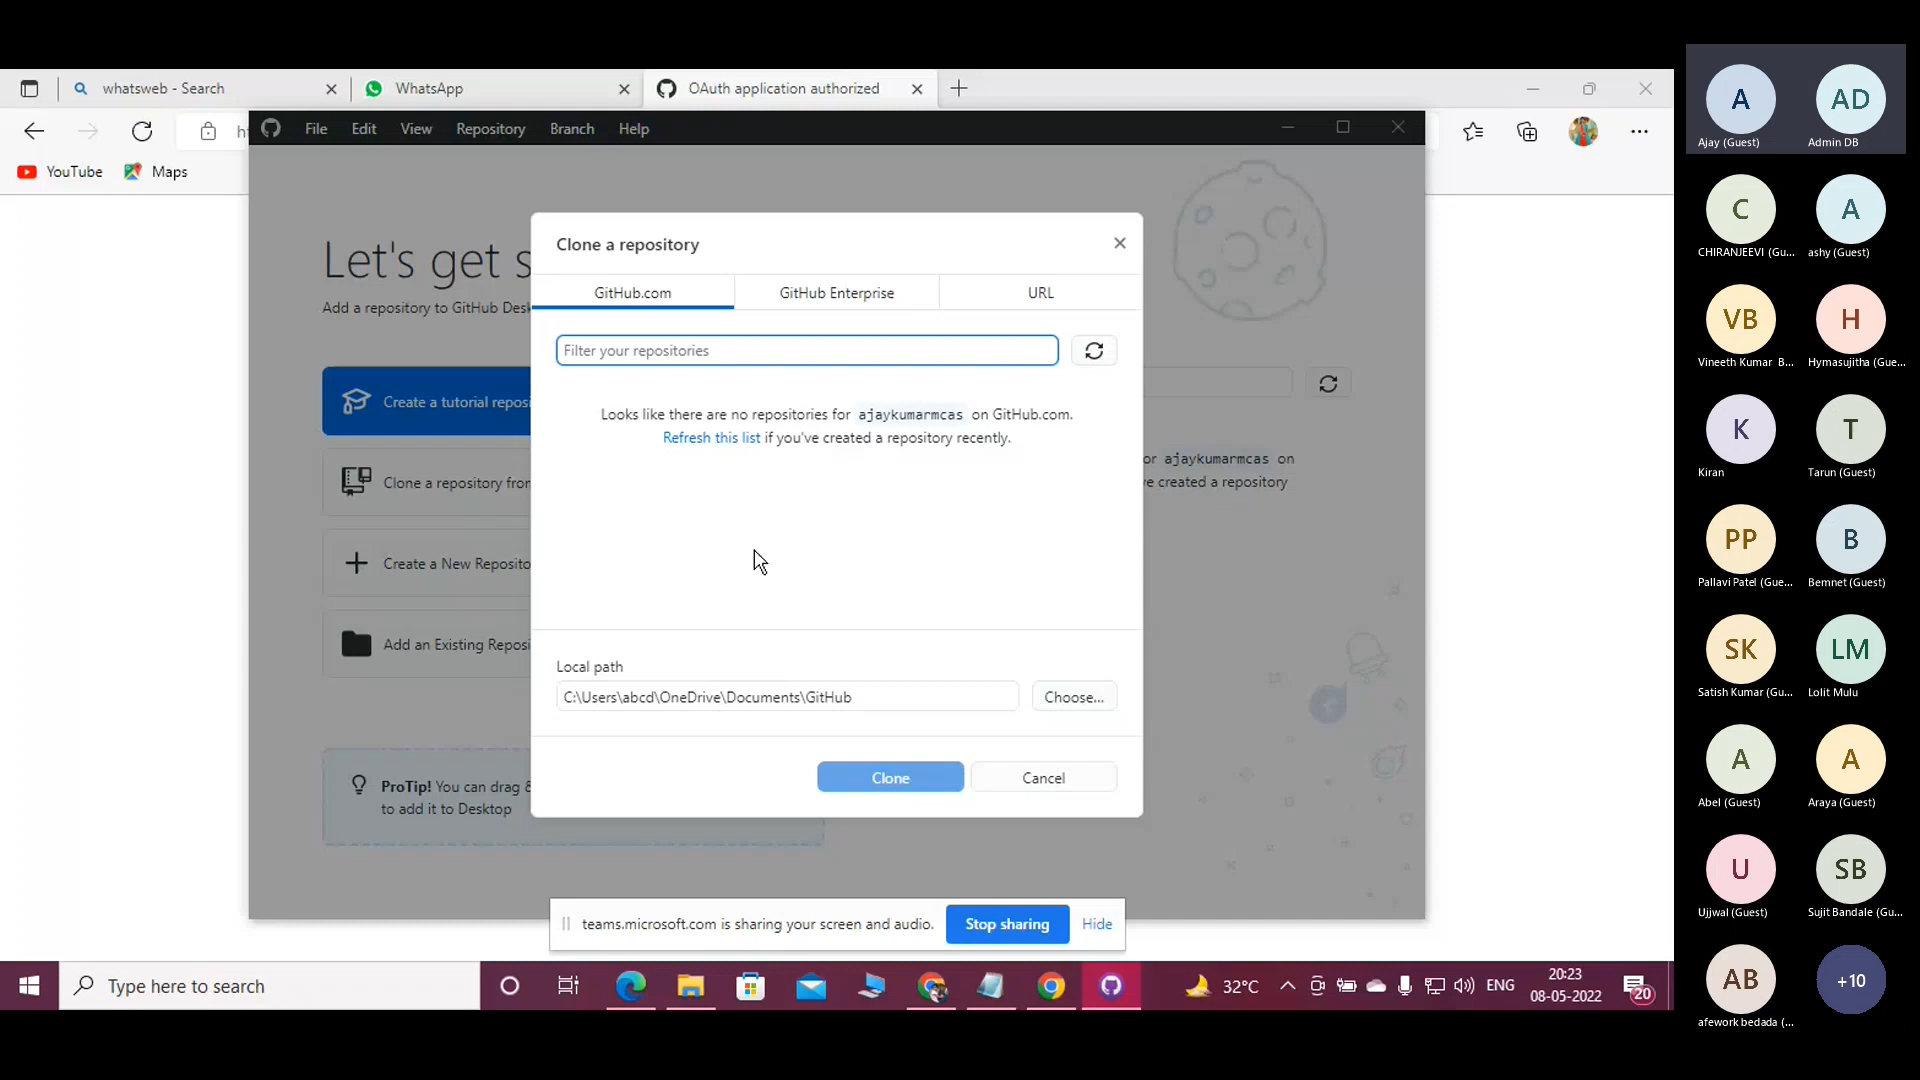 whatsweb - Search
WhatsApp
OAuth application authorized
File
Edit
View
Repository
Branch
Help
YouTube
Maps
Let's get s
Add a repository to GitHub Desk
Create a tutorial reposi
Clone a repository fror
Create a New Reposito
Add an Existing Reposi
ProTip! You can drag &
to add it to Desktop
or ajaykumarmcas on
've created a repository
Clone a repository
GitHub.com
GitHub Enterprise
URL
Filter your repositories
Looks like there are no repositories for ajaykumarmcas on GitHub.com.
Refresh this list if you've created a repository recently.
Local path
C:\Users\abcd\OneDrive\Documents\GitHub
Choose...
Clone
Cancel
teams.microsoft.com is sharing your screen and audio.
Stop sharing
Hide
Type here to search
32°C
ENG
20:23
08-05-2022
20
A
Ajay (Guest)
AD
Admin DB
C
CHIRANJEEVI (Gu...
A
ashy (Guest)
VB
Vineeth Kumar B...
H
Hymasujitha (Gue...
K
Kiran
T
Tarun (Guest)
PP
Pallavi Patel (Gue...
B
Bemnet (Guest)
SK
Satish Kumar (Gu...
LM
Lolit Mulu
A
Abel (Guest)
A
Araya (Guest)
U
Ujjwal (Guest)
SB
Sujit Bandale (Gu...
AB
afework bedada (...
+10